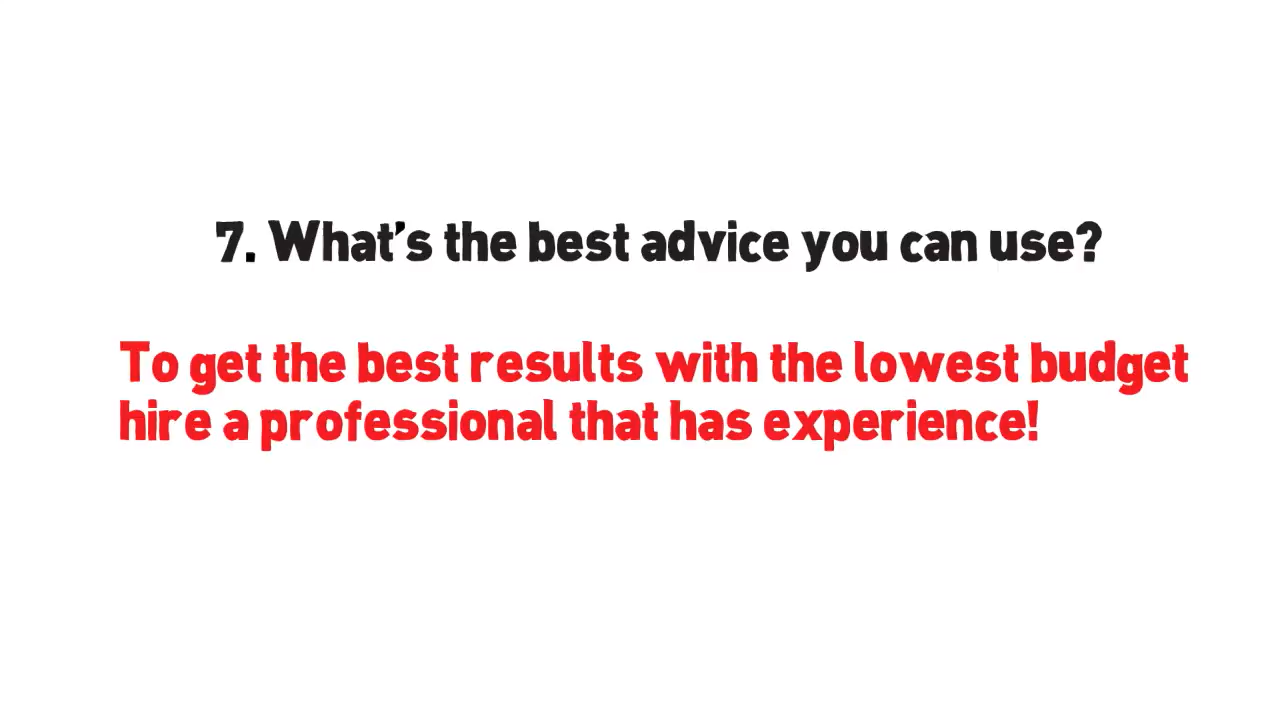 7. What's the best advice you can use?
To get the best results with the lowest budget
hire a professional that has experience!